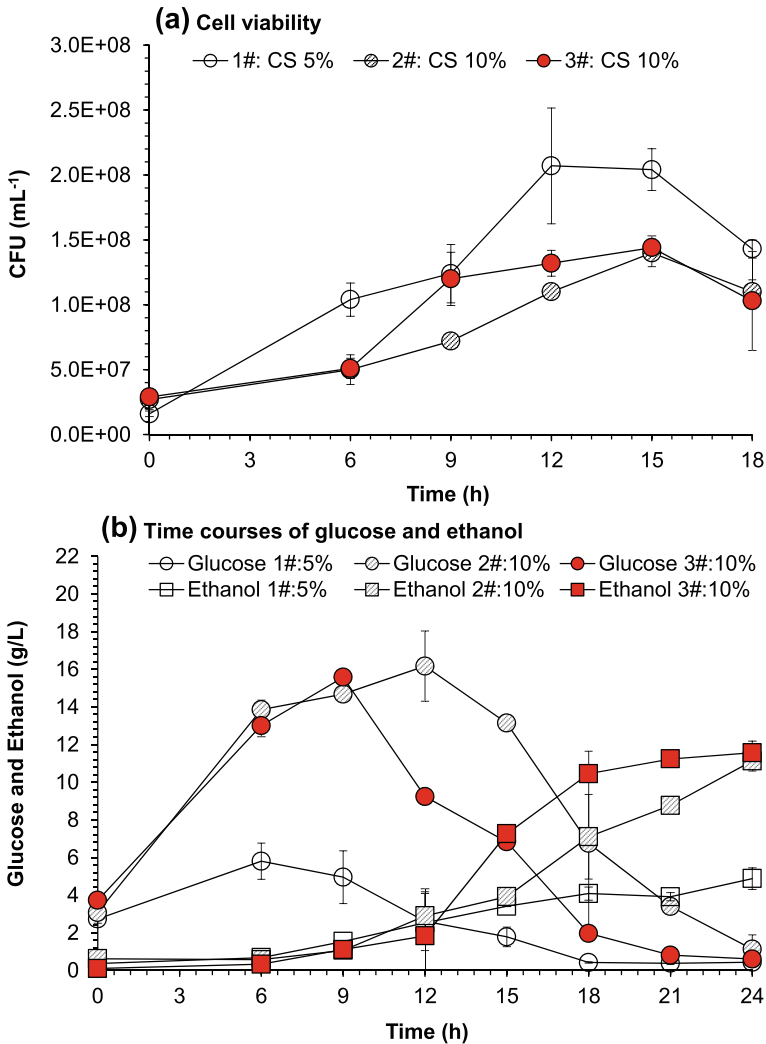 (a) Cell viability
3.0E+08
1#: CS 5% 2#: CS 10% 3#: CS 10%
2.5E+08
2.0E+08
1.5E+08
1.0E+08
5.0E+07
0.0E+00
CFU (mL-1)
0 6 9 12 15 18
Time (h)
(b) Time courses of glucose and ethanol
22
Glucose 1#:5% Glucose 2#:10% Glucose 3#:10%
20
Ethanol 1#:5% Ethanol 2#:10% Ethanol 3#:10%
18
16
14
12
10
8
6
4
2
0
Glucose and Ethanol (g/L)
0 3 6 9 12 15 18 21 24
Time (h)